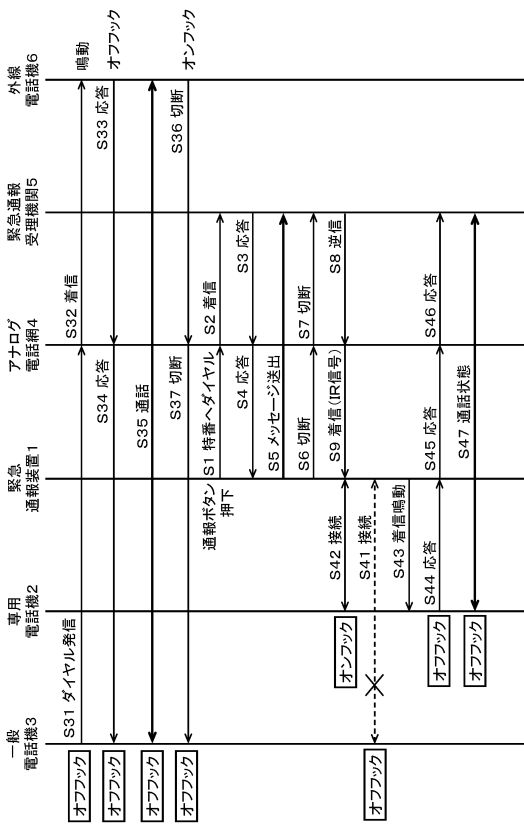 一般
電話機3
専用
電話機2
緊急
通報装置1
アナログ
電話網4
緊急通報
受理機関5
外線
電話機6
オフフック
S31 ダイヤル発信
S32 着信
鳴動
オフフック
S34 応答
S33 応答
オフフック
オフフック
S35 通話
オフフック
S37 切断
S36 切断
オンフック
通報ボタン
押下
S1 特番へダイヤル
S2 着信
S4 応答
S3 応答
S5 メッセージ送出
S6 切断
S7 切断
オンフック
S42 接続
S9 着信(IR信号)
S8 逆信
オフフック
S41 接続
S43 着信鳴動
オフフック
S44 応答
S45 応答
S46 応答
オフフック
S47 通話状態